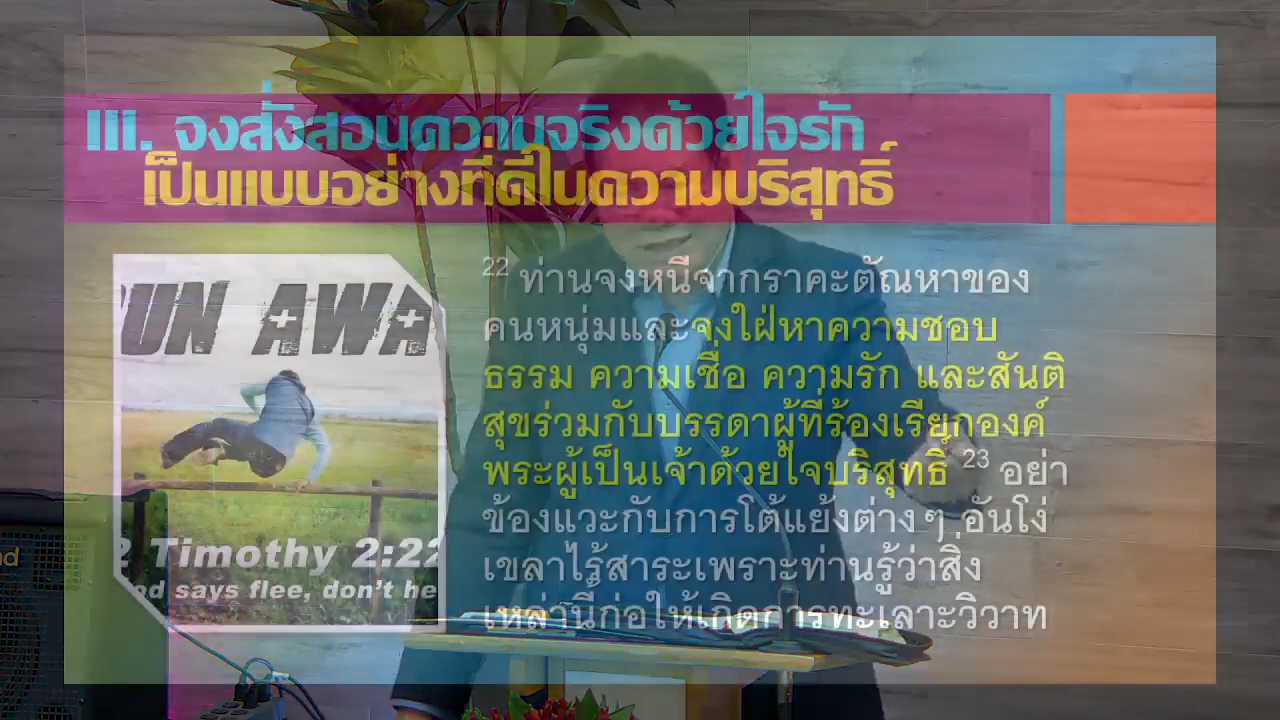 III. จงสั่งสอนความจริงด้วยใจรัก
เป็นแบบอย่างที่ดีในความบริสุทธิ์
UN AWA
2 Timothy 2:22
od says flee, don't he
22 ท่านจงหนีจากราคะตัณหาของ
คนหนุ่มและจงใฝ่หาความชอบ
ธรรม ความเชื่อ ความรัก และสันติ
สุขร่วมกับบรรดาผู้ที่ร้องเรียกองค์
พระผู้เป็นเจ้าด้วยใจบริสุทธิ์ 23 อย่า
ข้องแวะกับการโต้แย้งต่างๆ อันโง่
เขลาไร้สาระเพราะท่านรู้ว่าสิ่ง
เหล่านี้ก่อให้เกิดการทะเลาะวิวาท
nd